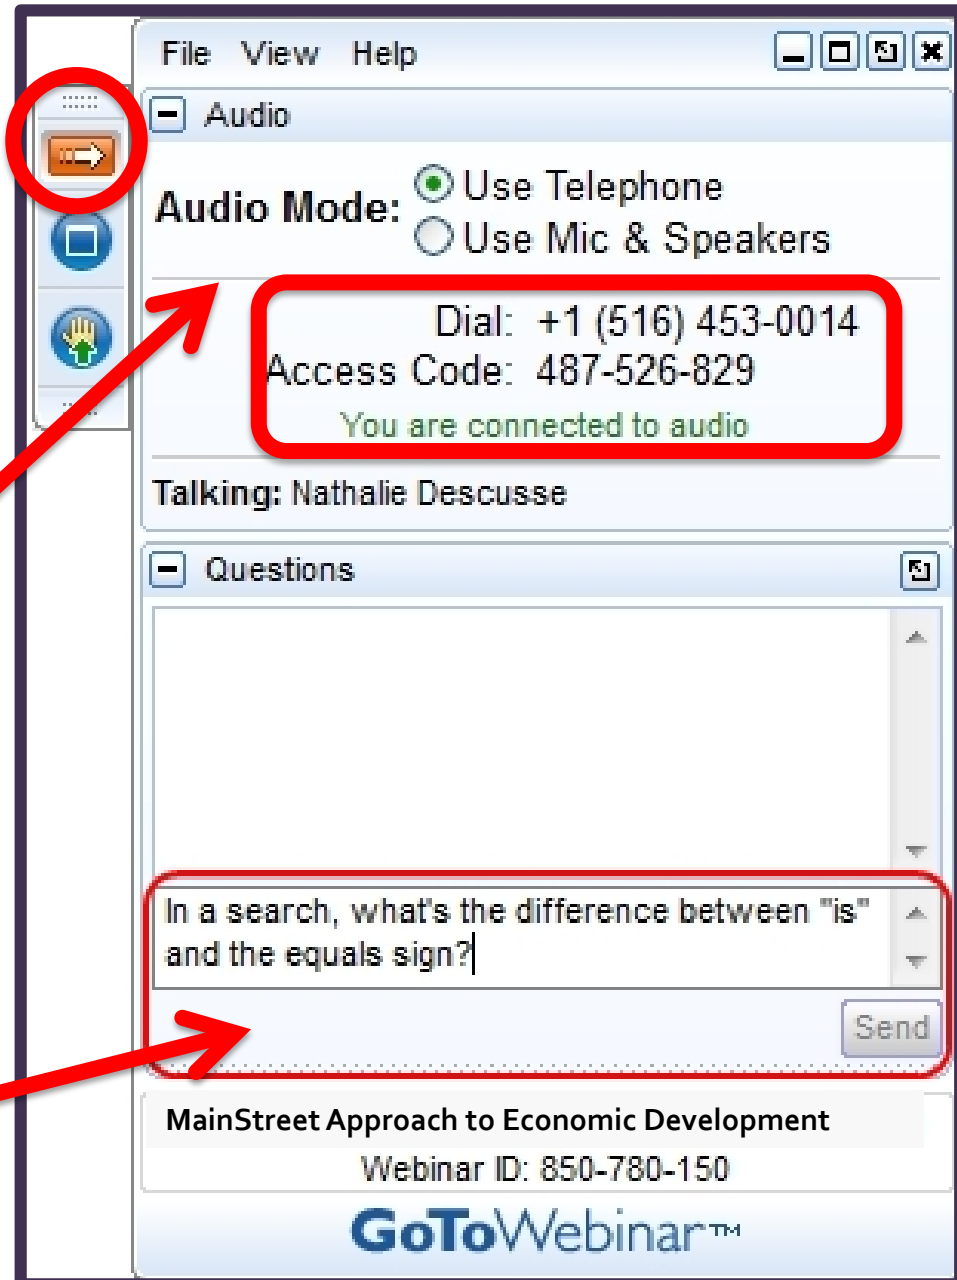 File View Help
Audio
Audio Mode: Use Telephone
Use Mic & Speakers
Dial: +1 (516) 453-0014
Access Code: 487-526-829
You are connected to audio
Talking: Nathalie Descusse
Questions
In a search, what's the difference between "is"
and the equals sign?
Send
MainStreet Approach to Economic Development
Webinar ID: 850-780-150
GoToWebinar™